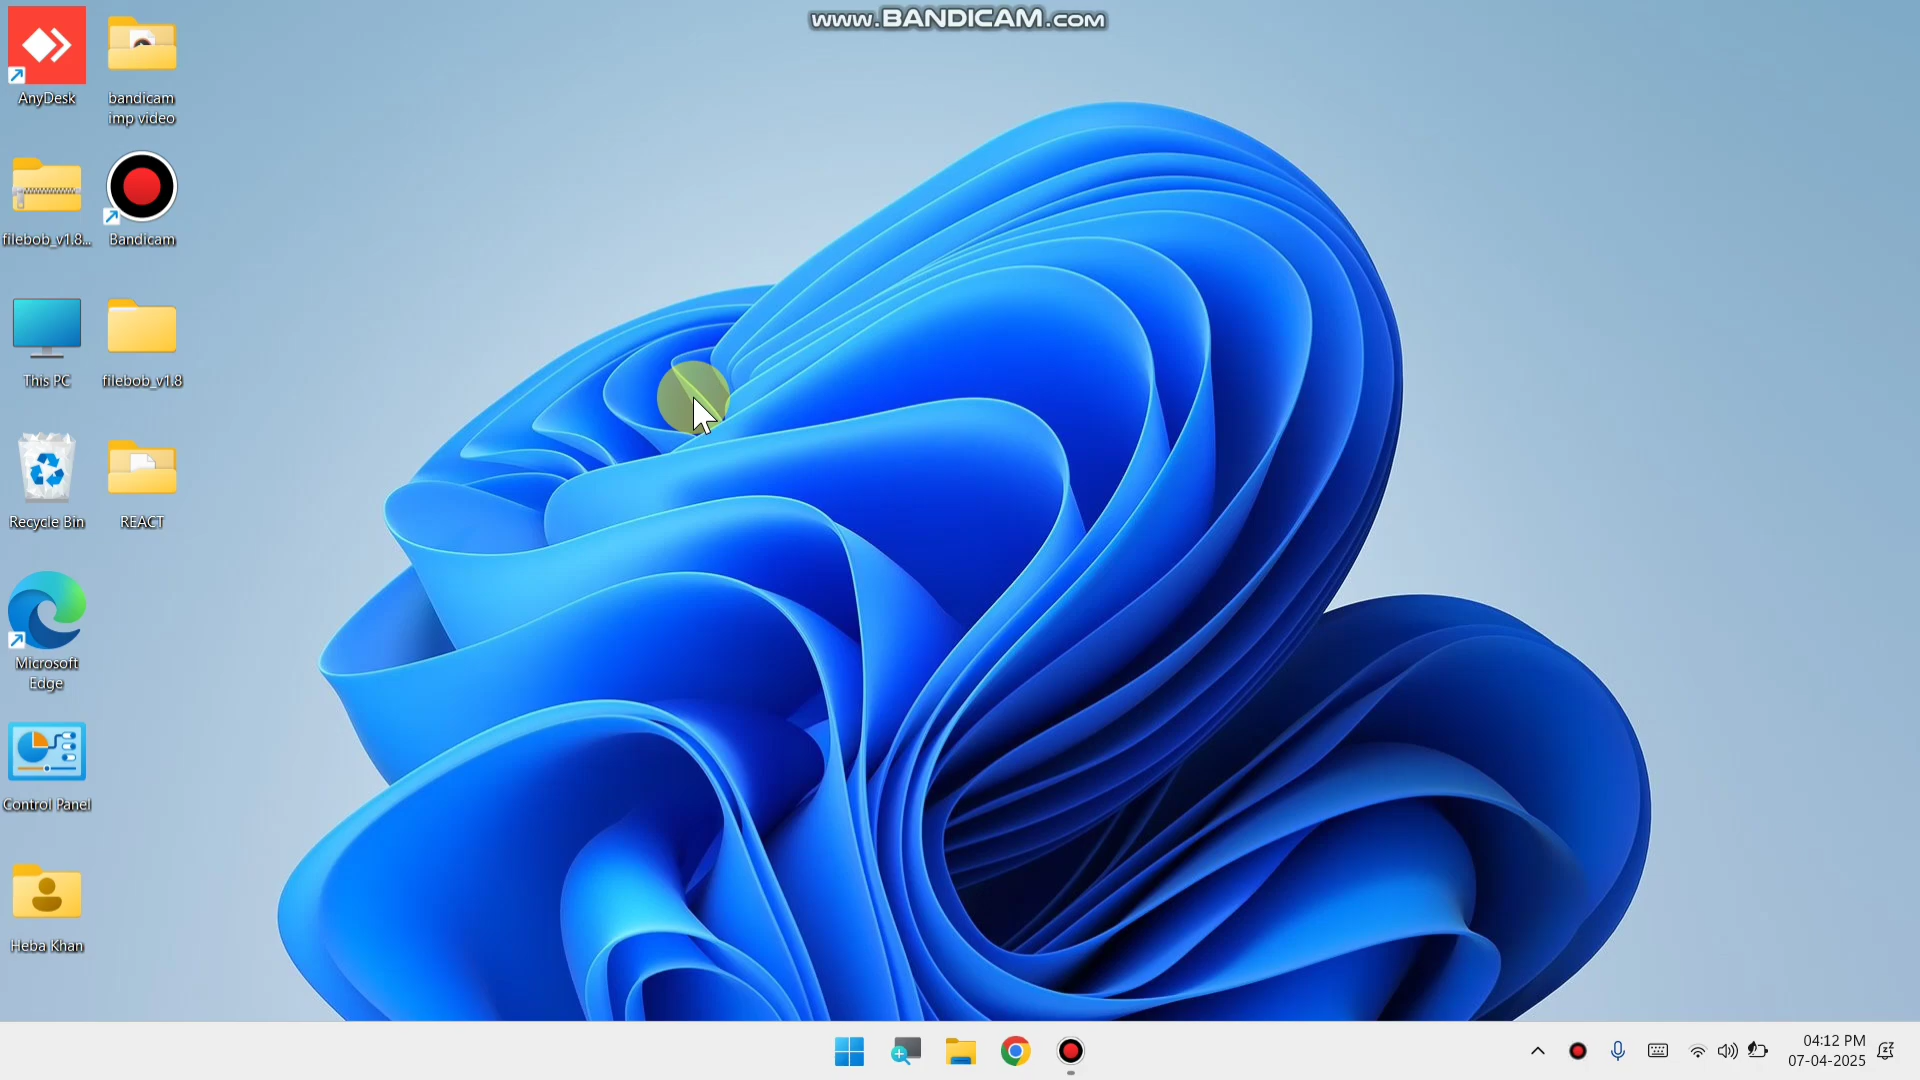 www.BANDICAM.com
AnyDesk
bandicam
imp video
filebob_v1.8...
Bandicam
This PC
filebob_v1.8
Recycle Bin
REACT
Microsoft
Edge
Control Panel
Heba Khan
04:12 PM
07-04-2025